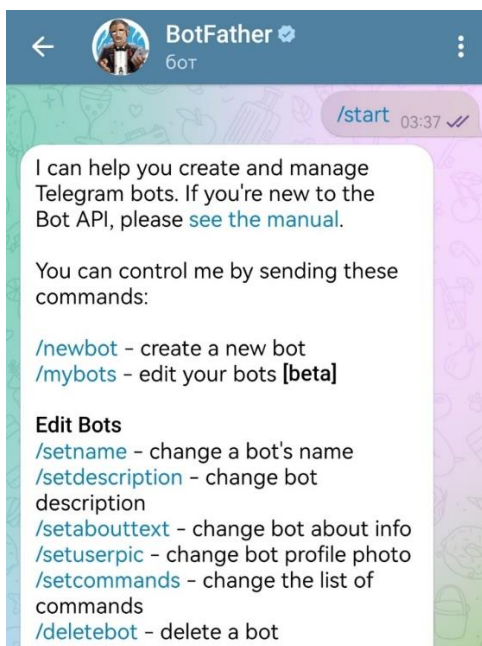 BotFather
бот
/start 03:37
I can help you create and manage
Telegram bots. If you're new to the
Bot API, please see the manual.
You can control me by sending these
commands:
/newbot – create a new bot
/mybots – edit your bots [beta]
Edit Bots
/setname – change a bot's name
/setdescription – change bot
description
/setabouttext – change bot about info
/setuserpic – change bot profile photo
/setcommands – change the list of
commands
/deletebot – delete a bot